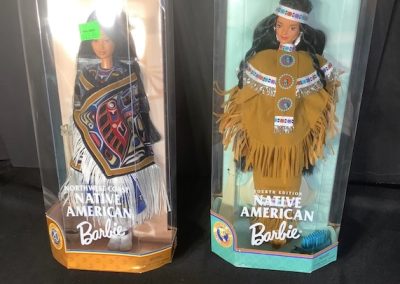 NORTHWEST COAST
NATIVE
AMERICAN
Barbie
FOURTH EDITION
NATIVE
AMERICAN
Barbie